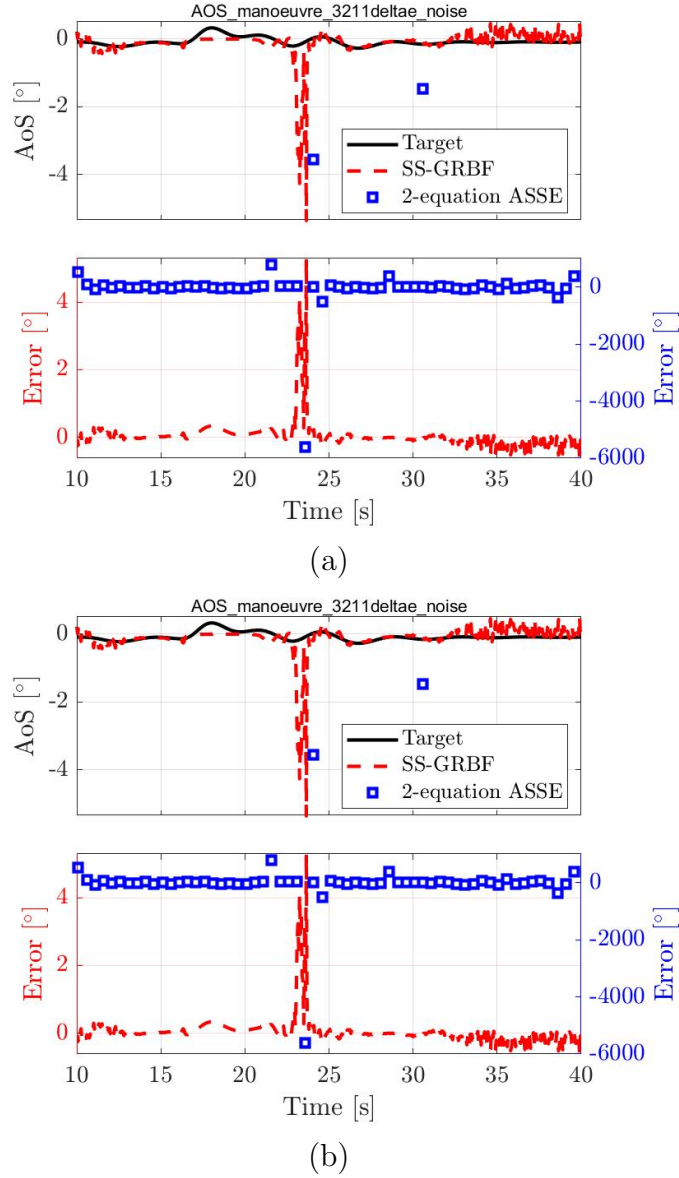 AOS_manoeuvre_3211deltae_noise
0
-2
-4
AoS [°]
Target
SS-GRBF
2-equation ASSE
4
2
0
Error [°]
0
-2000
-4000
-6000
Error [°]
10 15 20 25 30 35 40
Time [s]
(a)
AOS_manoeuvre_3211deltae_noise
0
-2
-4
AoS [°]
Target
SS-GRBF
2-equation ASSE
4
2
0
Error [°]
0
-2000
-4000
-6000
Error [°]
10 15 20 25 30 35 40
Time [s]
(b)